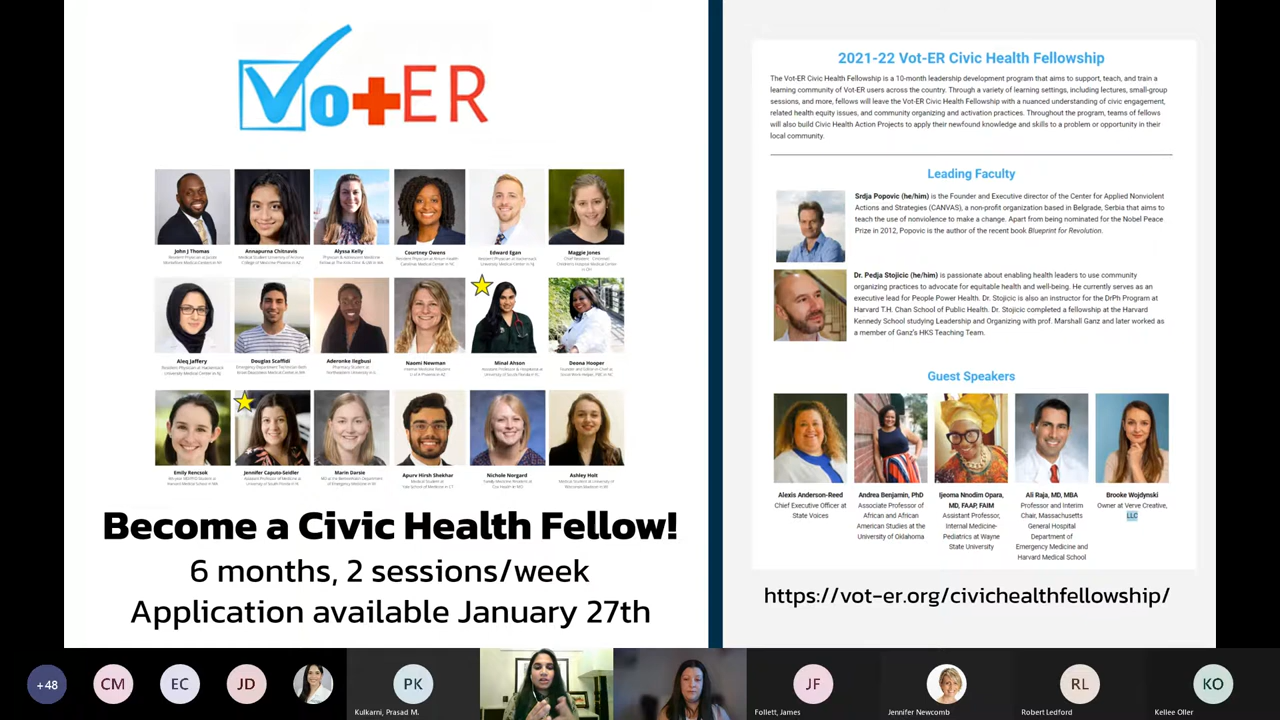 VotER
John J Thomas
Annapurna Chitnavis
Alyssa Kelly
Courtney Owens
Edward Egan
Maggie Jones
Aleq Jaffery
Douglas Scaffidi
Aderonke Ilegbusi
Naomi Newman
Minal Ahson
Deona Hooper
Emily Rencsok
Jennifer Caputo-Seidler
Marin Darsie
Apurv Hirsh Shekhar
Nichole Norgard
Ashley Hoit
Become a Civic Health Fellow!
6 months, 2 sessions/week
Application available January 27th
2021-22 Vot-ER Civic Health Fellowship
The Vot-ER Civic Health Fellowship is a 10-month leadership development program that aims to support, teach, and train a
learning community of Vot-ER users across the country. Through a variety of learning settings, including lectures, small-group
sessions, and more, fellows will leave the Vot-ER Civic Health Fellowship with a nuanced understanding of civic engagement,
related health equity issues, and community organizing and activation practices. Throughout the program, teams of fellows
will also build Civic Health Action Projects to apply their newfound knowledge and skills to a problem or opportunity in their
local community.
Leading Faculty
Srdja Popovic (he/him) is the Founder and Executive director of the Center for Applied Nonviolent
Actions and Strategies (CANVAS), a non-profit organization based in Belgrade, Serbia that aims to
teach the use of nonviolence to make a change. Apart from being nominated for the Nobel Peace
Prize in 2012, Popovic is the author of the recent book Blueprint for Revolution.
Dr. Pedja Stojicic (he/him) is passionate about enabling health leaders to use community
organizing practices to advocate for equitable health and well-being. He currently serves as an
executive lead for People Power Health. Dr. Stojicic is also an instructor for the DrPh Program at
Harvard T.H. Chan School of Public Health. Dr. Stojicic completed a fellowship at the Harvard
Kennedy School studying Leadership and Organizing with prof. Marshall Ganz and later worked as
a member of Ganz's HKS Teaching Team.
Guest Speakers
Alexis Anderson-Reed
Chief Executive Officer at
State Voices
Andrea Benjamin, PhD
Associate Professor of
African and African
American Studies at the
University of Oklahoma
Ijeoma Nnodim Opara,
MD, FAAP, FAIM
Assistant Professor,
Internal Medicine-
Pediatrics at Wayne
State University
Ali Raja, MD, MBA
Professor and Interim
Chair, Massachusetts
General Hospital
Department of
Emergency Medicine and
Harvard Medical School
Brooke Wojdynski
Owner at Verve Creative,
LLC
https://vot-er.org/civichealthfellowship/
+48
CM
EC
JD
PK
Kulkarni, Prasad M.
JF
Follett, James
Jennifer Newcomb
RL
Robert Ledford
KO
Kellee Oller